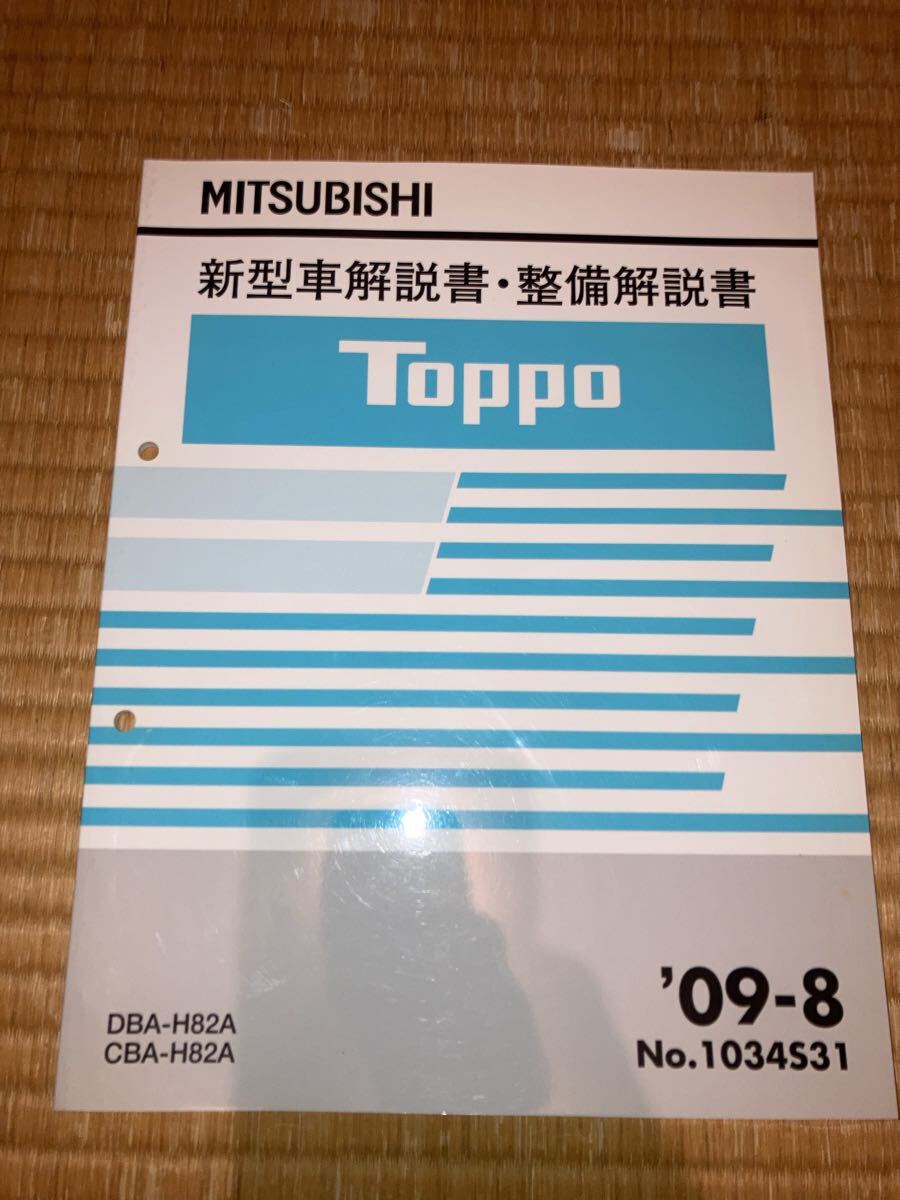 MITSUBISHI
新型車解説書・整備解説書
Toppo
DBA-H82A
CBA-H82A
'09-8
No.1034S31